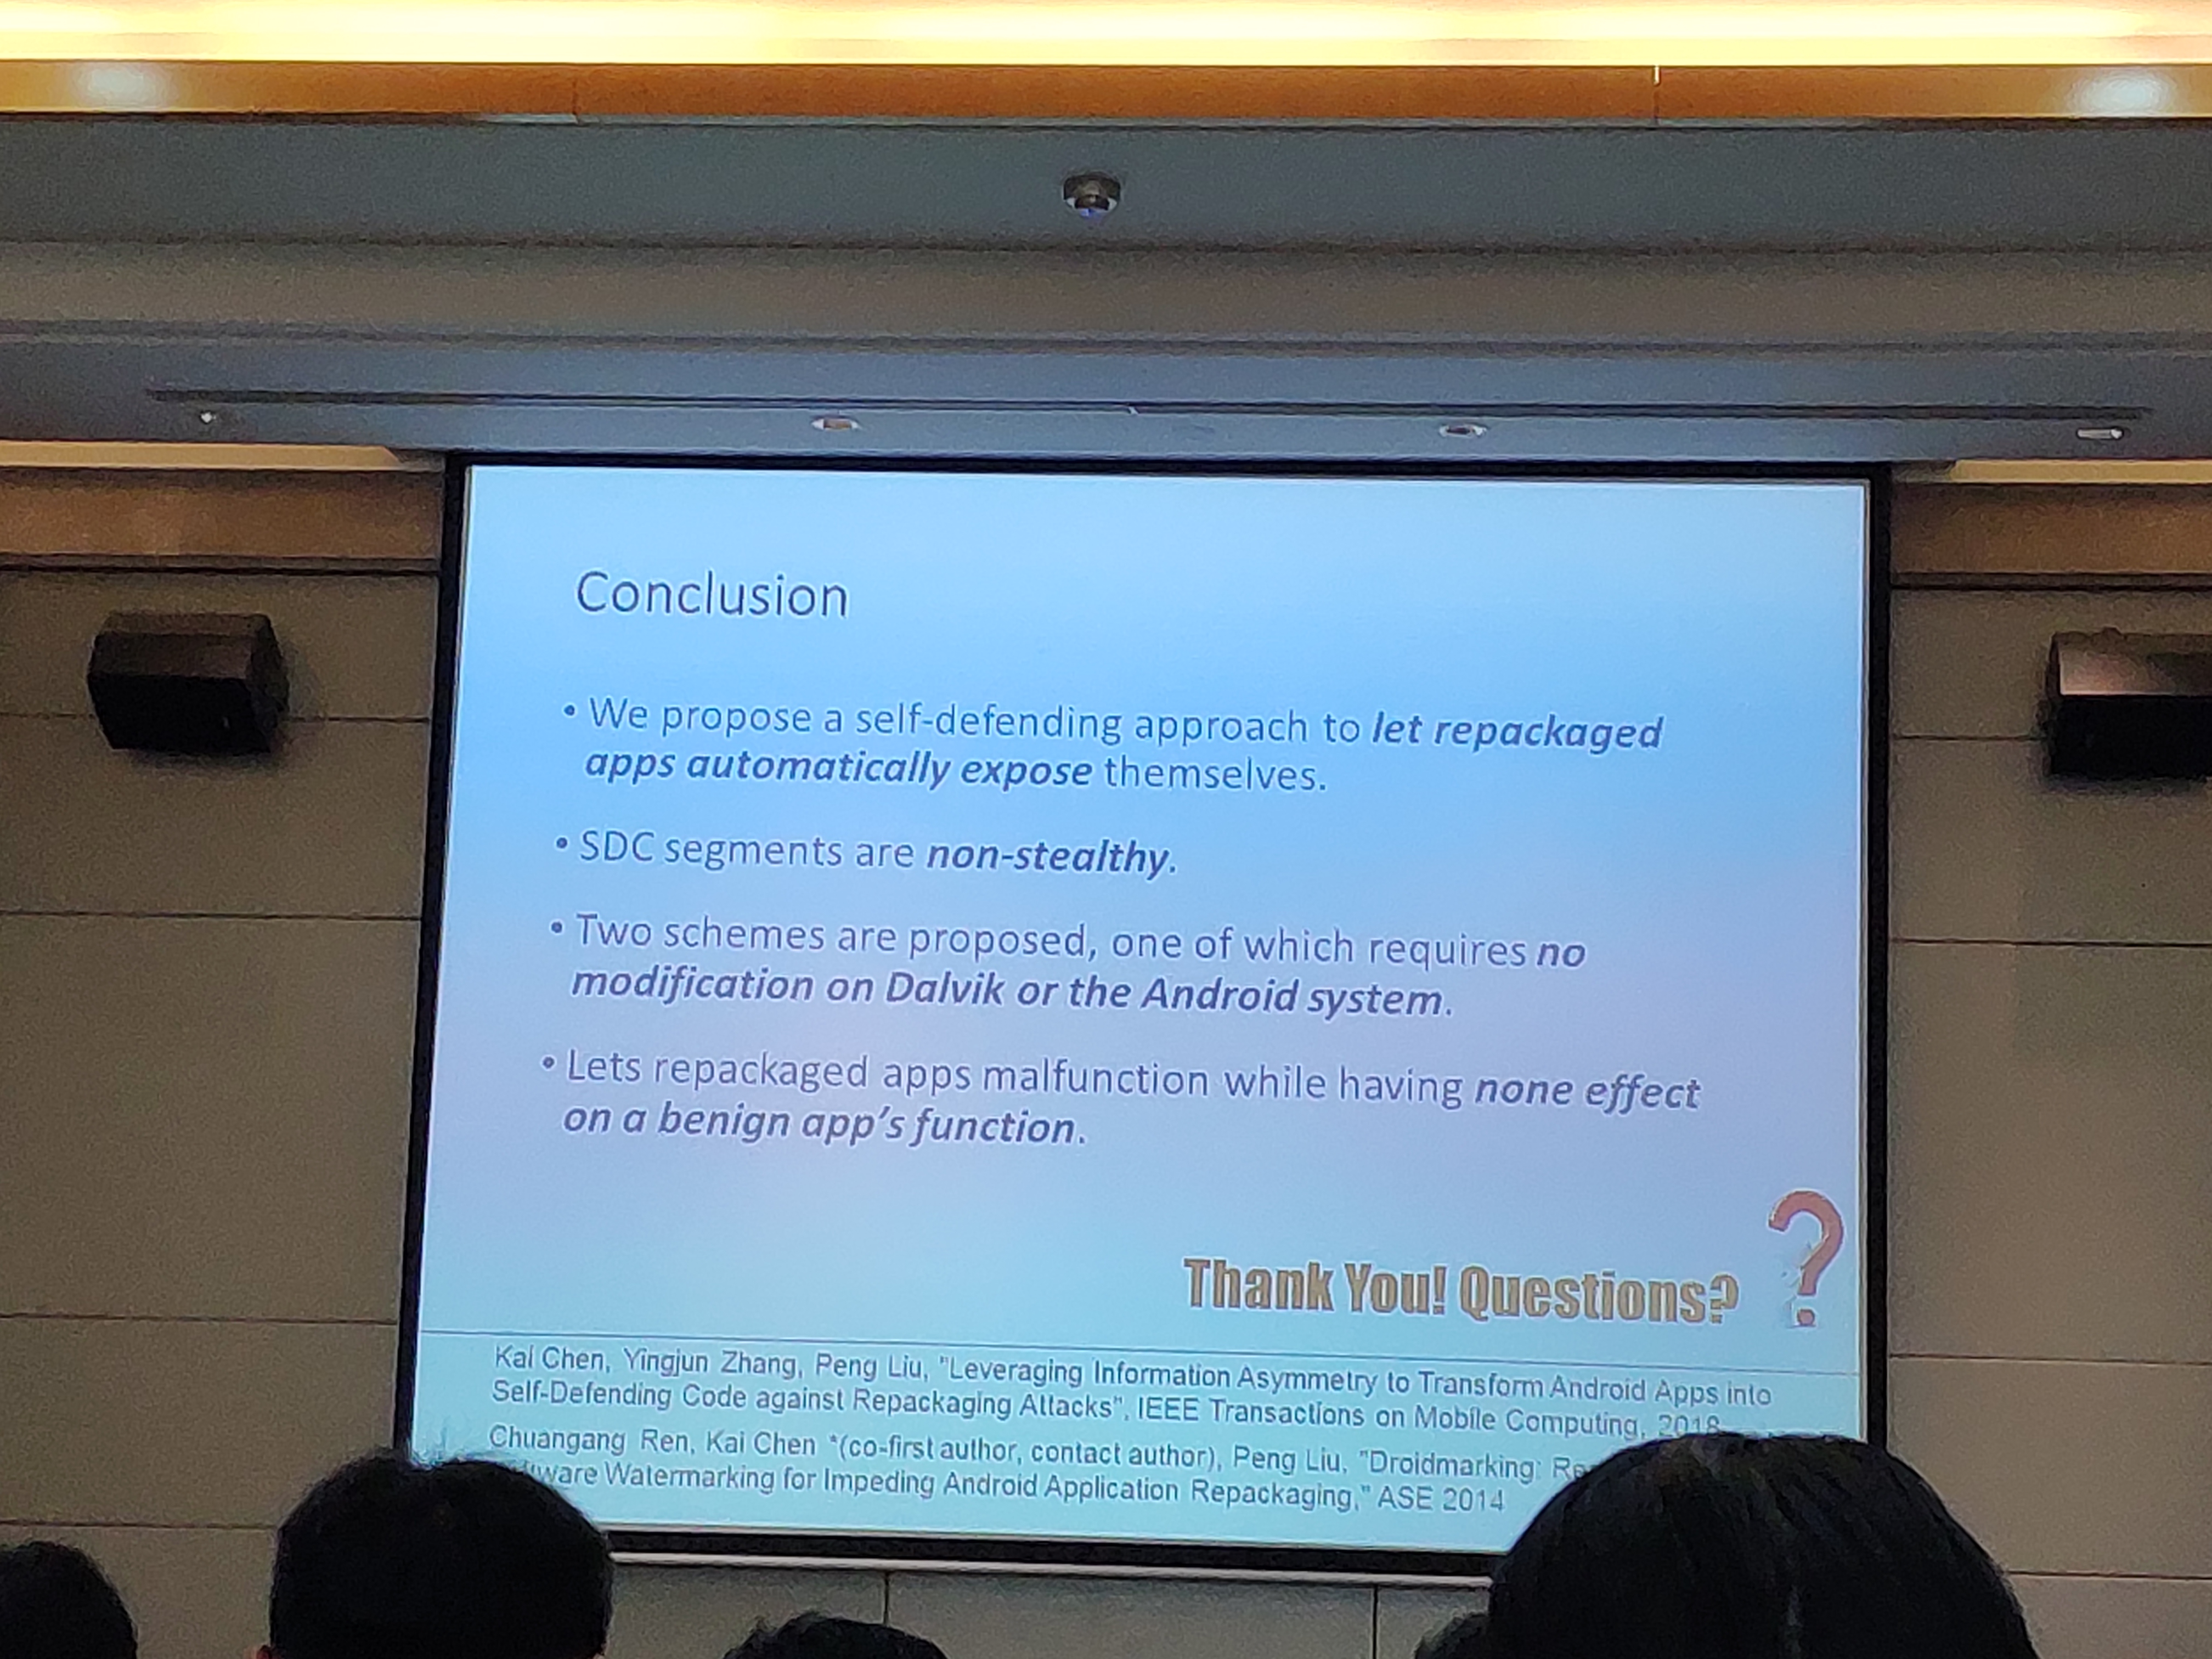 Conclusion
• We propose a self-defending approach to let repackaged
apps automatically expose themselves.
• SDC segments are non-stealthy.
• Two schemes are proposed, one of which requires no
modification on Dalvik or the Android system.
• Lets repackaged apps malfunction while having none effect
on a benign app's function.
Thank You! Questions? ?
Kai Chen, Yingjun Zhang, Peng Liu, "Leveraging Information Asymmetry to Transform Android Apps into
Self-Defending Code against Repackaging Attacks", IEEE Transactions on Mobile Computing, 2018
Chuangang Ren, Kai Chen *(co-first author, contact author), Peng Liu, "Droidmarking:
Watermarking for Impeding Android Application Repackaging," ASE 2014